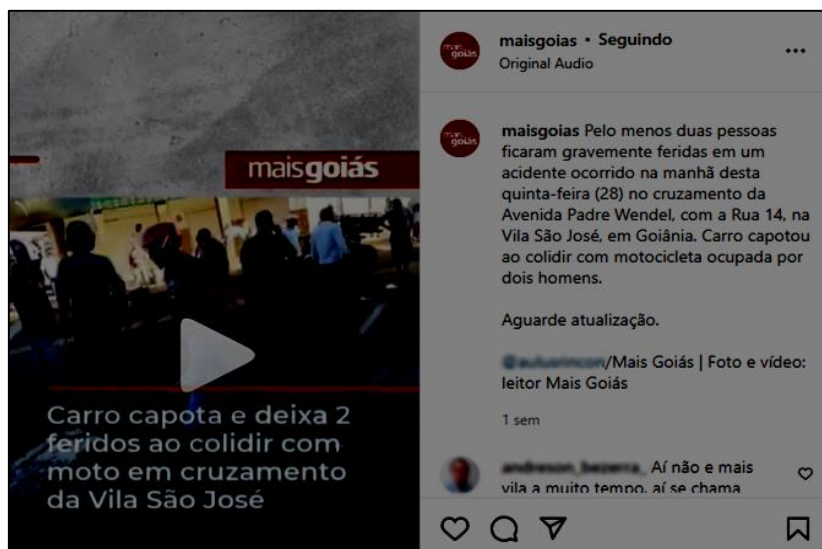 maisgoiás
Carro capota e deixa 2
feridos ao colidir com
moto em cruzamento
da Vila São José
maisgoias • Seguindo
Original Audio
maisgoias Pelo menos duas pessoas
ficaram gravemente feridas em um
acidente ocorrido na manhã desta
quinta-feira (28) no cruzamento da
Avenida Padre Wendel, com a Rua 14, na
Vila São José, em Goiânia. Carro capotou
ao colidir com motocicleta ocupada por
dois homens.
Aguarde atualização.
/Mais Goiás | Foto e vídeo:
leitor Mais Goiás
1 sem
Aí não e mais
vila a muito tempo, aí se chama